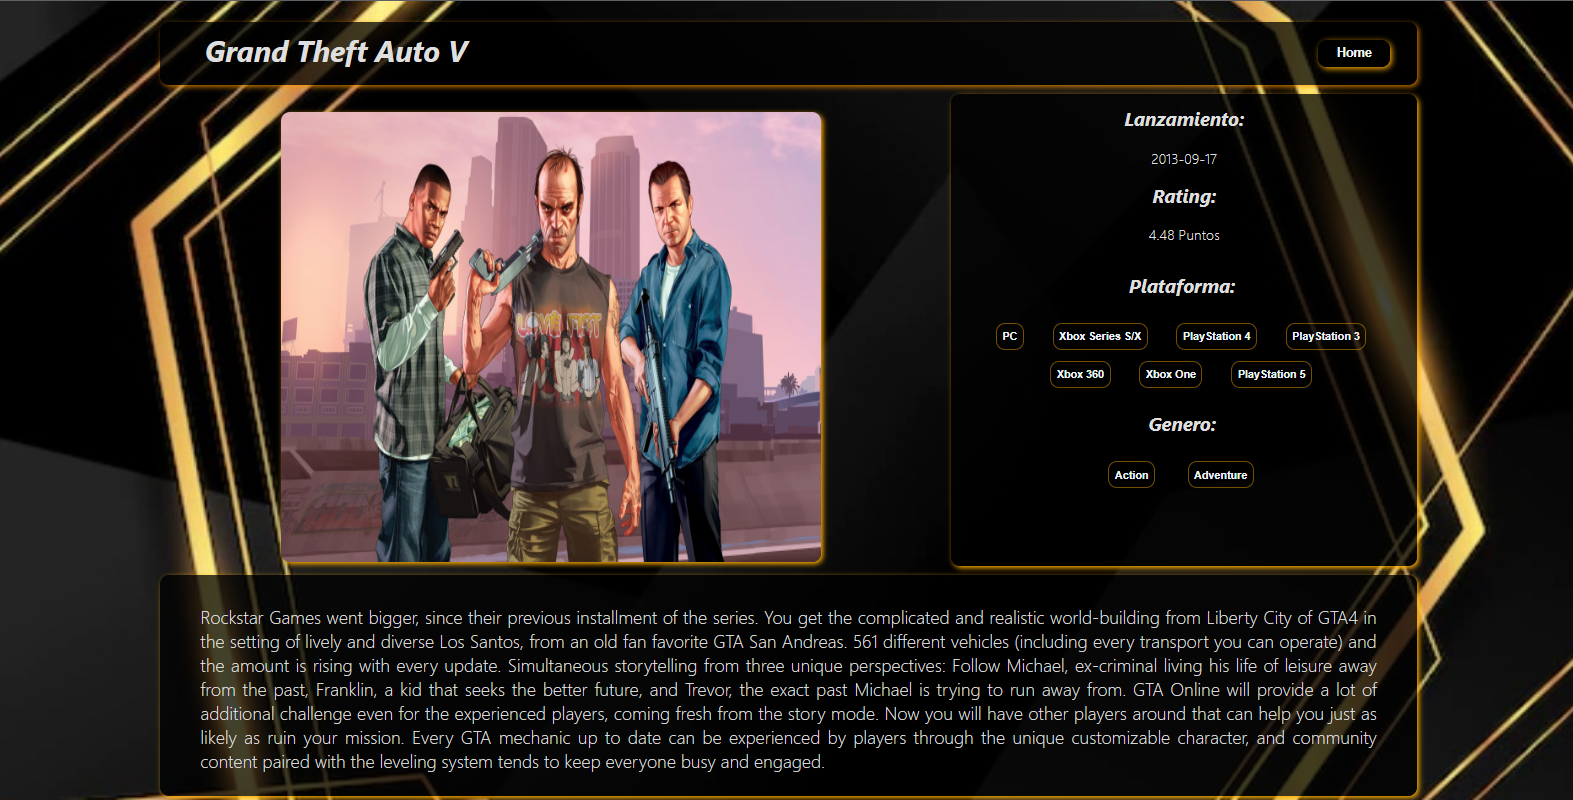 Grand Theft Auto V
Home
LOVE FIST
Lanzamiento:
2013-09-17
Rating:
4.48 Puntos
Plataforma:
PC
Xbox Series S/X
PlayStation 4
PlayStation 3
Xbox 360
Xbox One
PlayStation 5
Genero:
Action
Adventure
Rockstar Games went bigger, since their previous installment of the series. You get the complicated and realistic world-building from Liberty City of GTA4 in
the setting of lively and diverse Los Santos, from an old fan favorite GTA San Andreas. 561 different vehicles (including every transport you can operate) and
the amount is rising with every update. Simultaneous storytelling from three unique perspectives: Follow Michael, ex-criminal living his life of leisure away
from the past, Franklin, a kid that seeks the better future, and Trevor, the exact past Michael is trying to run away from. GTA Online will provide a lot of
additional challenge even for the experienced players, coming fresh from the story mode. Now you will have other players around that can help you just as
likely as ruin your mission. Every GTA mechanic up to date can be experienced by players through the unique customizable character, and community
content paired with the leveling system tends to keep everyone busy and engaged.